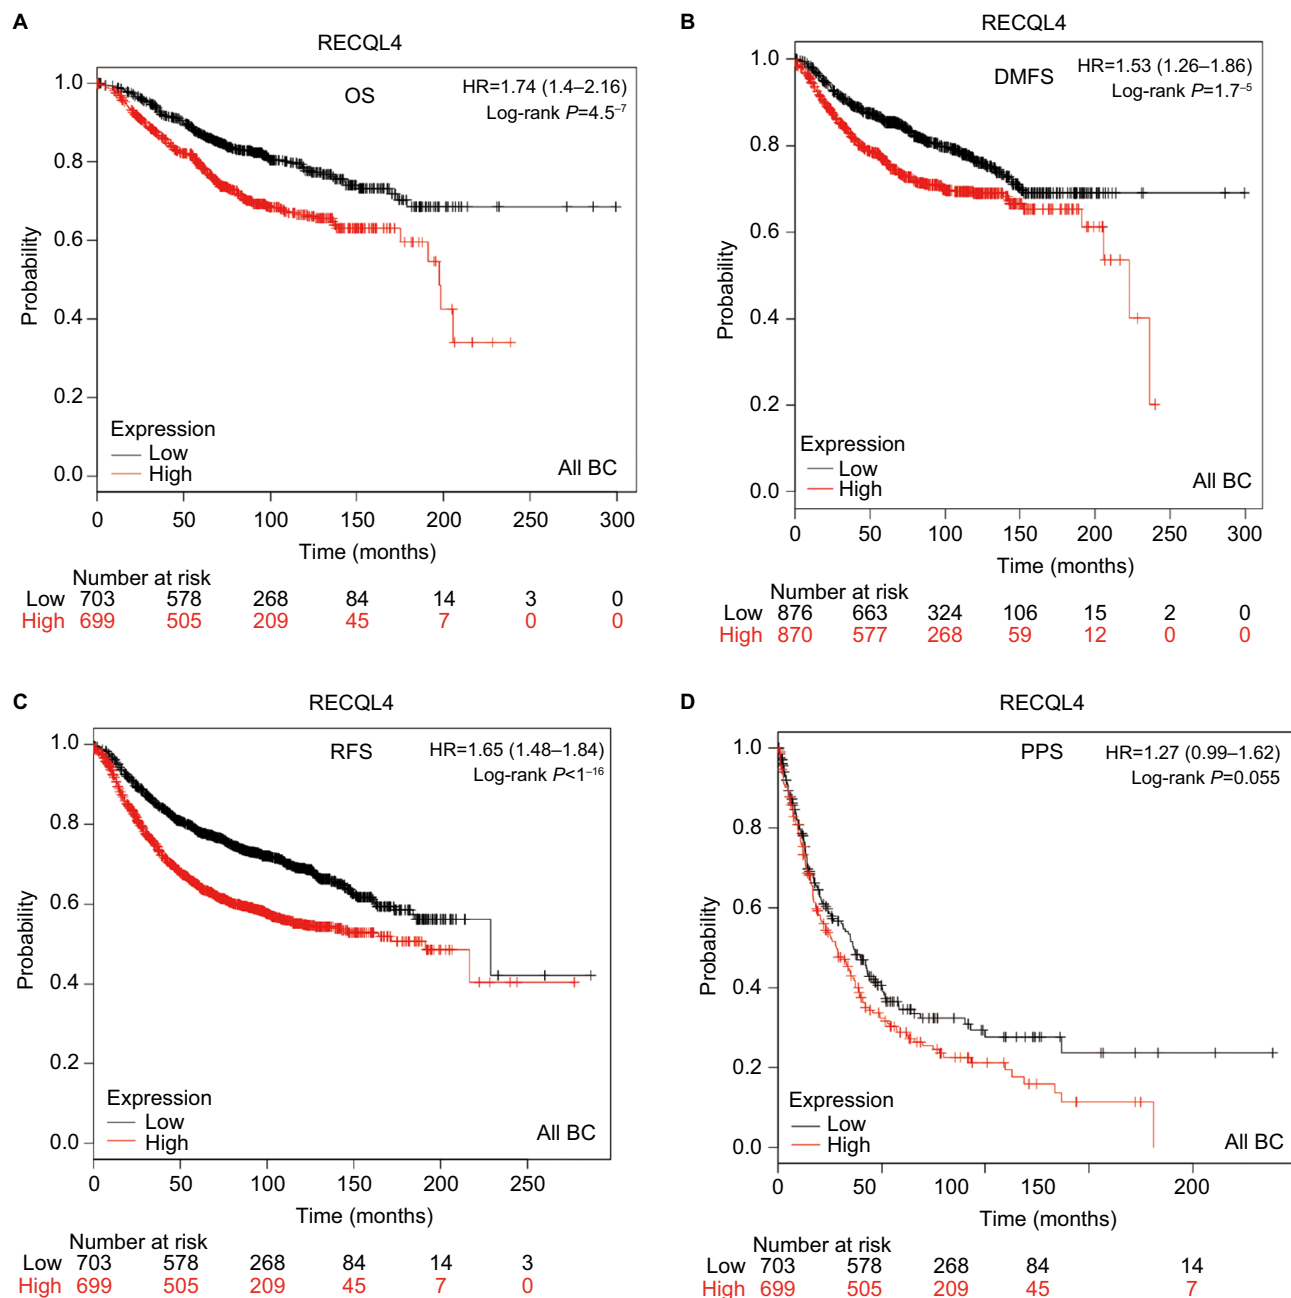 A
RECQL4
OS
HR=1.74 (1.4–2.16)
Log-rank P=4.5⁻⁷
Probability
1.0
0.8
0.6
0.4
0.2
0.0
Expression
Low
High
All BC
0 50 100 150 200 250 300
Time (months)
Number at risk
Low 703 578 268 84 14 3 0
High 699 505 209 45 7 0 0
B
RECQL4
DMFS
HR=1.53 (1.26–1.86)
Log-rank P=1.7⁻⁵
Probability
1.0
0.8
0.6
0.4
0.2
0.0
Expression
Low
High
All BC
0 50 100 150 200 250 300
Time (months)
Number at risk
Low 876 663 324 106 15 2 0
High 870 577 268 59 12 0 0
C
RECQL4
RFS
HR=1.65 (1.48–1.84)
Log-rank P<1⁻¹⁶
Probability
1.0
0.8
0.6
0.4
0.2
0.0
Expression
Low
High
All BC
0 50 100 150 200 250
Time (months)
Number at risk
Low 703 578 268 84 14 3
High 699 505 209 45 7 0
D
RECQL4
PPS
HR=1.27 (0.99–1.62)
Log-rank P=0.055
Probability
1.0
0.8
0.6
0.4
0.2
0.0
Expression
Low
High
All BC
0 50 100 150 200
Time (months)
Number at risk
Low 703 578 268 84 14
High 699 505 209 45 7